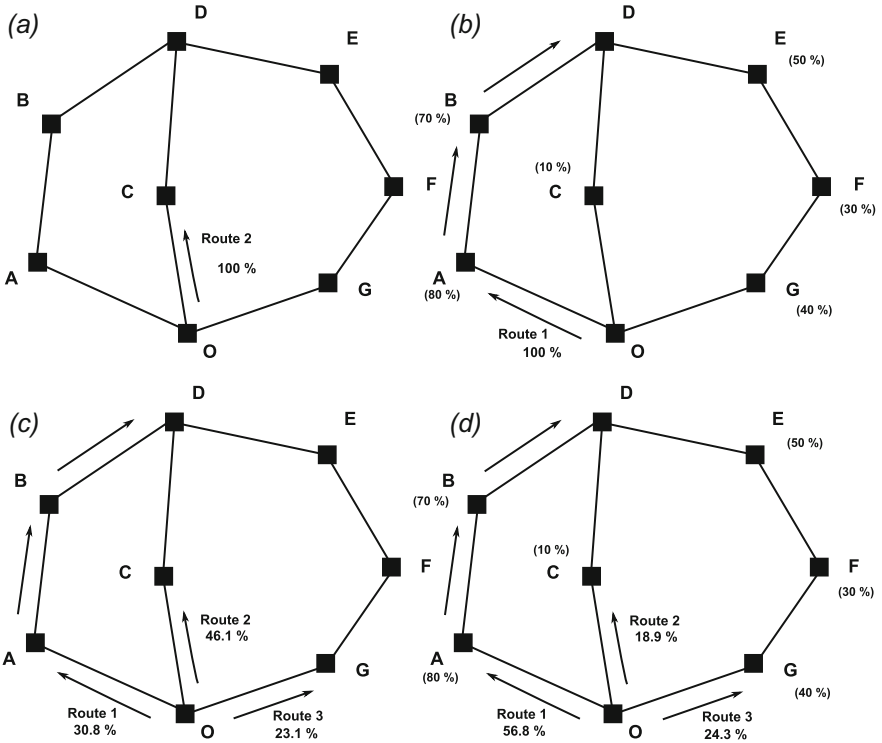 (a)
D
E
B
C
F
Route 2
100 %
A
G
O
(b)
D
E
(50 %)
B
(70 %)
(10 %)
C
F
(30 %)
A
(80 %)
G
(40 %)
Route 1
100 %
O
(c)
D
E
B
C
F
Route 2
46.1 %
A
G
Route 1
30.8 %
O
Route 3
23.1 %
(d)
D
E
(50 %)
B
(70 %)
(10 %)
C
F
(30 %)
Route 2
18.9 %
A
(80 %)
G
(40 %)
Route 1
56.8 %
O
Route 3
24.3 %